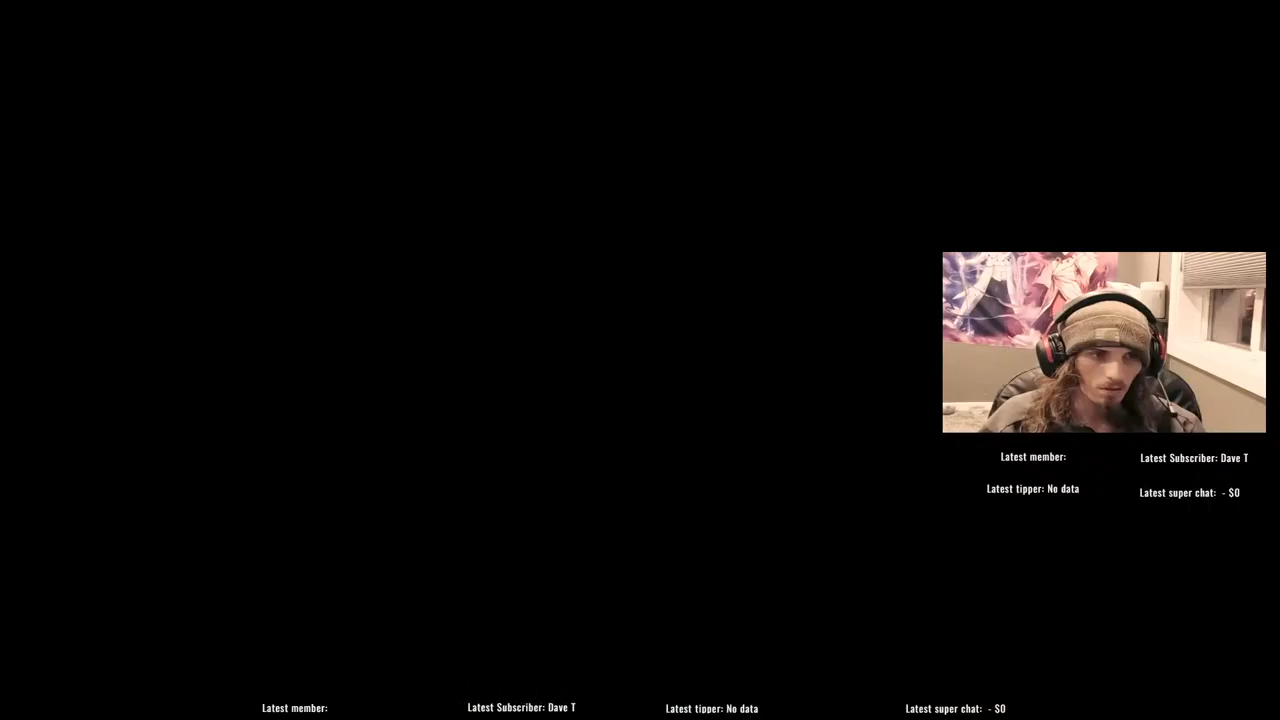 Latest member:
Latest Subscriber: Dave T
Latest tipper: No data
Latest super chat:  - $0
Latest member:
Latest Subscriber: Dave T
Latest tipper: No data
Latest super chat:  - $0